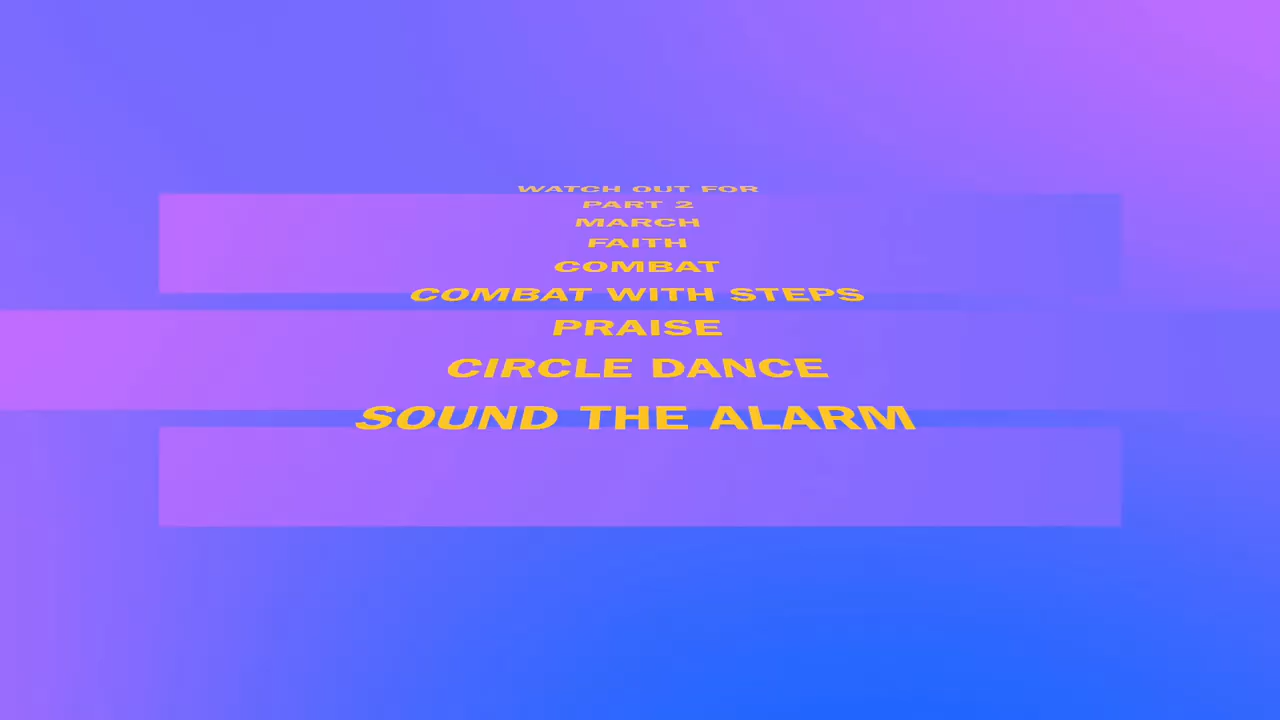 WATCH OUT FOR
PART 2
MARCH
FAITH
COMBAT
COMBAT WITH STEPS
PRAISE
CIRCLE DANCE
SOUND THE ALARM